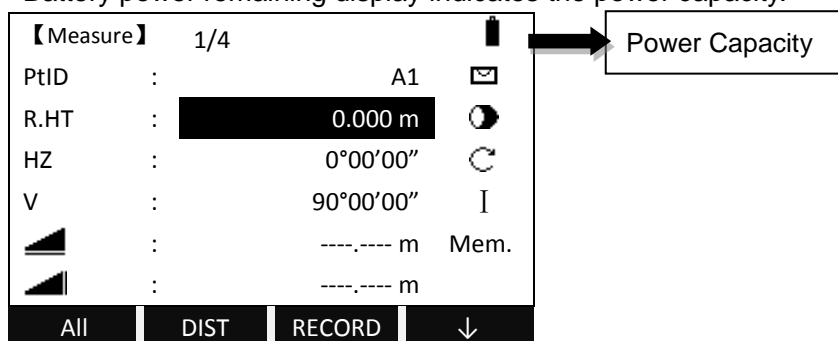 Battery power remaining display indicates the power capacity.
【Measure】 1/4
Power Capacity
PtID : A1
R.HT : 0.000 m
HZ : 0°00’00”
V : 90°00’00” I
: ----.---- m Mem.
: ----.---- m
All DIST RECORD ↓